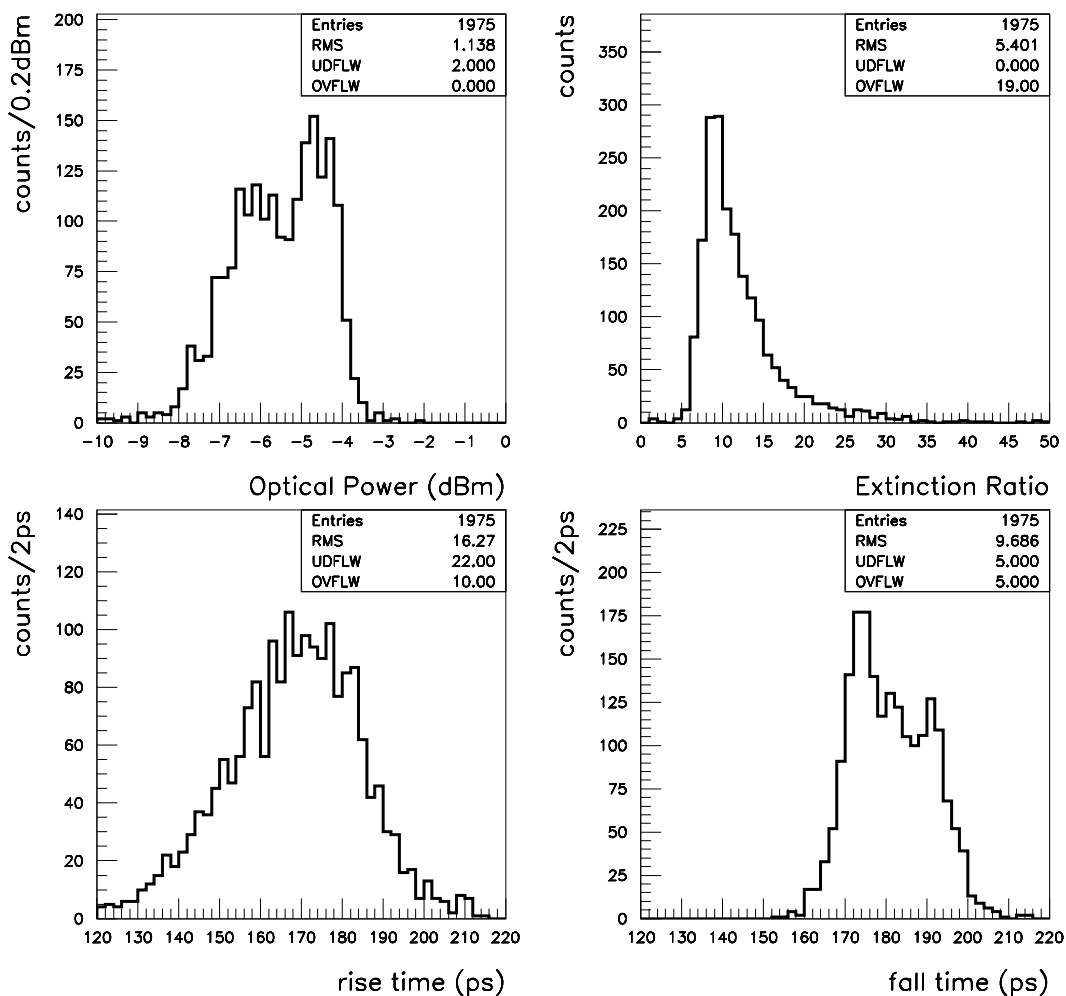 counts/0.2dBm
Entries 1975
RMS 1.138
UDFLW 2.000
OVFLW 0.000
200
175
150
125
100
75
50
25
0
−10 −9 −8 −7 −6 −5 −4 −3 −2 −1 0
Optical Power (dBm)
counts
Entries 1975
RMS 5.401
UDFLW 0.000
OVFLW 19.00
350
300
250
200
150
100
50
0
0 5 10 15 20 25 30 35 40 45 50
Extinction Ratio
counts/2ps
Entries 1975
RMS 16.27
UDFLW 22.00
OVFLW 10.00
140
120
100
80
60
40
20
0
120 130 140 150 160 170 180 190 200 210 220
rise time (ps)
counts/2ps
Entries 1975
RMS 9.686
UDFLW 5.000
OVFLW 5.000
225
200
175
150
125
100
75
50
25
0
120 130 140 150 160 170 180 190 200 210 220
fall time (ps)